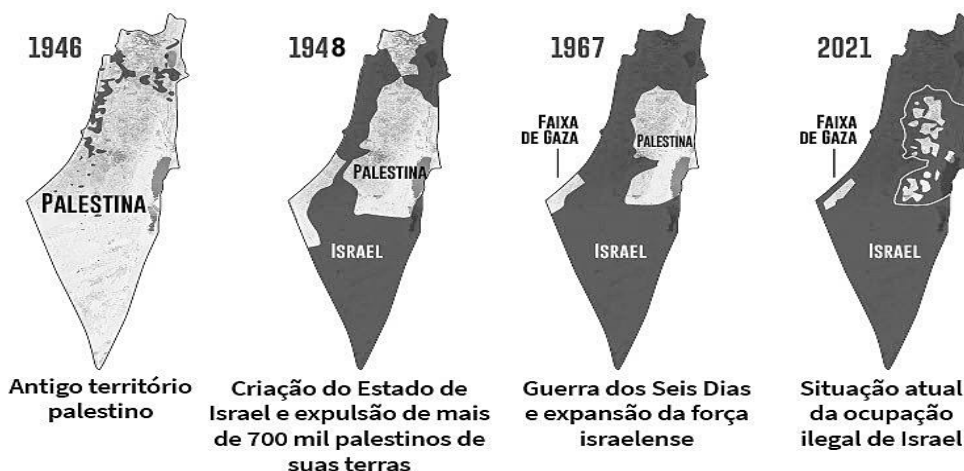 1946
PALESTINA
Antigo território
palestino
1948
PALESTINA
ISRAEL
Criação do Estado de
Israel e expulsão de mais
de 700 mil palestinos de
suas terras
1967
FAIXA
DE GAZA
PALESTINA
ISRAEL
Guerra dos Seis Dias
e expansão da força
israelense
2021
FAIXA
DE GAZA
ISRAEL
Situação atual
da ocupação
ilegal de Israel